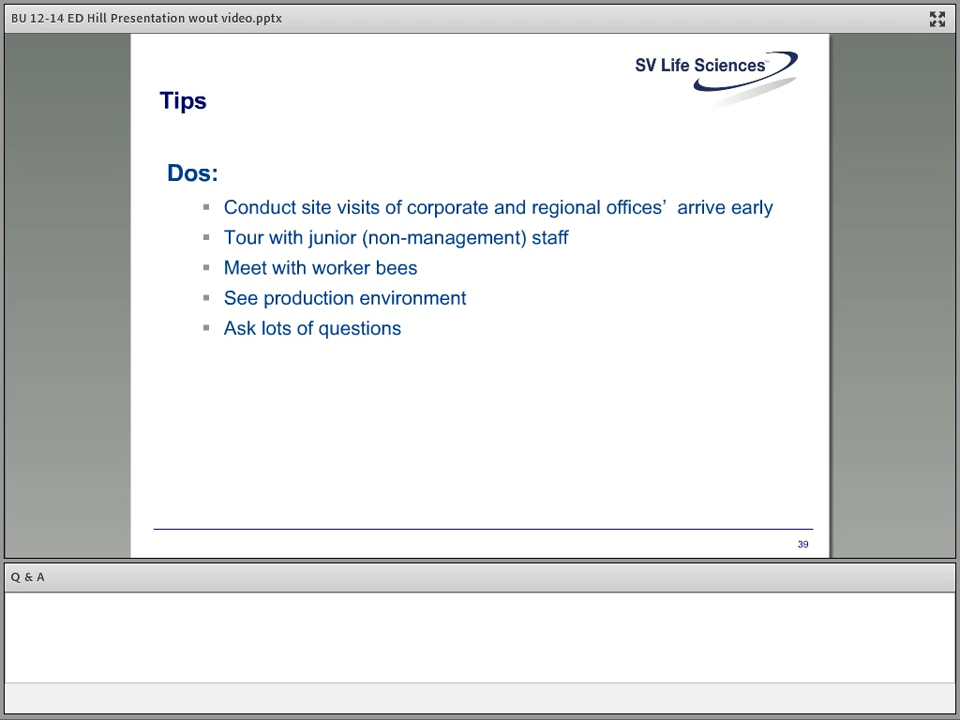 BU 12-14 ED Hill Presentation wout video.pptx
SV Life Sciences™
Tips
Dos:
▪ Conduct site visits of corporate and regional offices’ arrive early
▪ Tour with junior (non-management) staff
▪ Meet with worker bees
▪ See production environment
▪ Ask lots of questions
39
Q & A